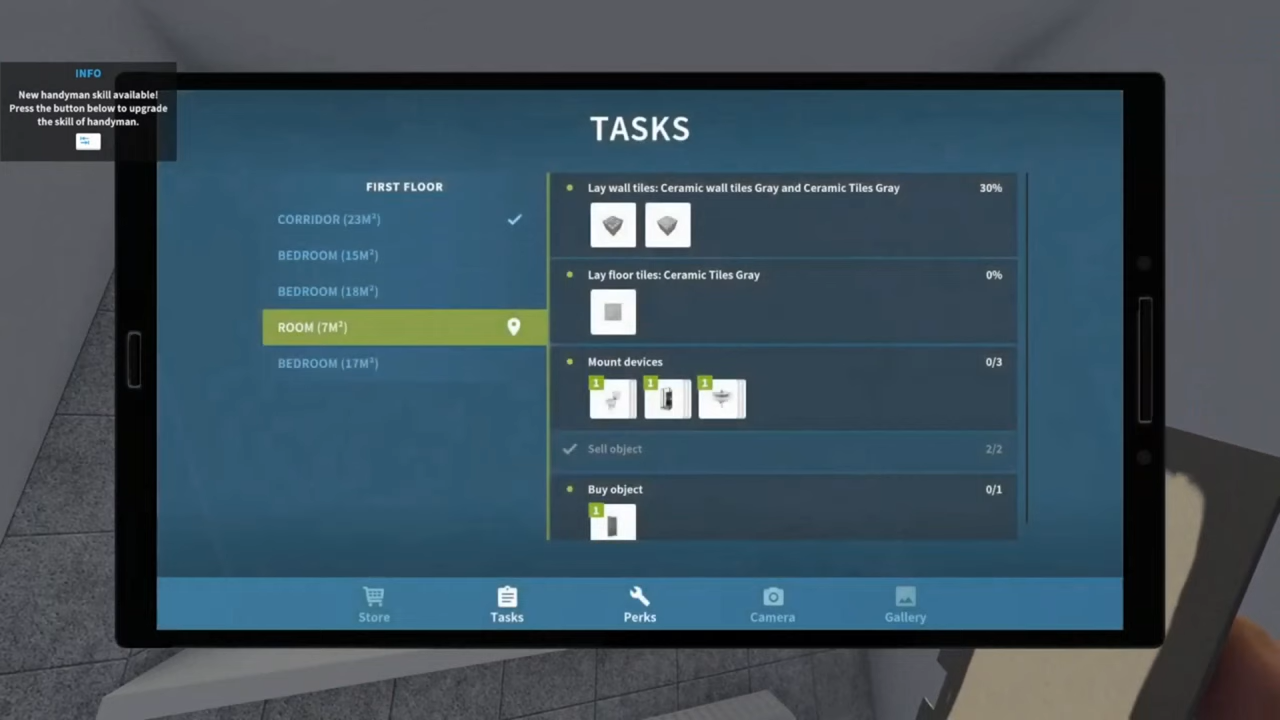 INFO
New handyman skill available!
Press the button below to upgrade
the skill of handyman.
TASKS
FIRST FLOOR
CORRIDOR (23M²)
BEDROOM (15M²)
BEDROOM (18M²)
ROOM (7M²)
BEDROOM (17M²)
Lay wall tiles: Ceramic wall tiles Gray and Ceramic Tiles Gray 30%
Lay floor tiles: Ceramic Tiles Gray 0%
Mount devices 0/3
1 1 1
Sell object 2/2
Buy object 0/1
1
Store Tasks Perks Camera Gallery